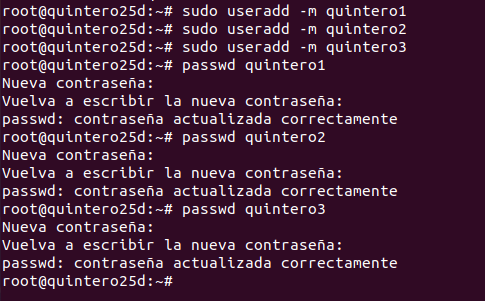 root@quintero25d:~# sudo useradd -m quintero1
root@quintero25d:~# sudo useradd -m quintero2
root@quintero25d:~# sudo useradd -m quintero3
root@quintero25d:~# passwd quintero1
Nueva contraseña:
Vuelva a escribir la nueva contraseña:
passwd: contraseña actualizada correctamente
root@quintero25d:~# passwd quintero2
Nueva contraseña:
Vuelva a escribir la nueva contraseña:
passwd: contraseña actualizada correctamente
root@quintero25d:~# passwd quintero3
Nueva contraseña:
Vuelva a escribir la nueva contraseña:
passwd: contraseña actualizada correctamente
root@quintero25d:~#